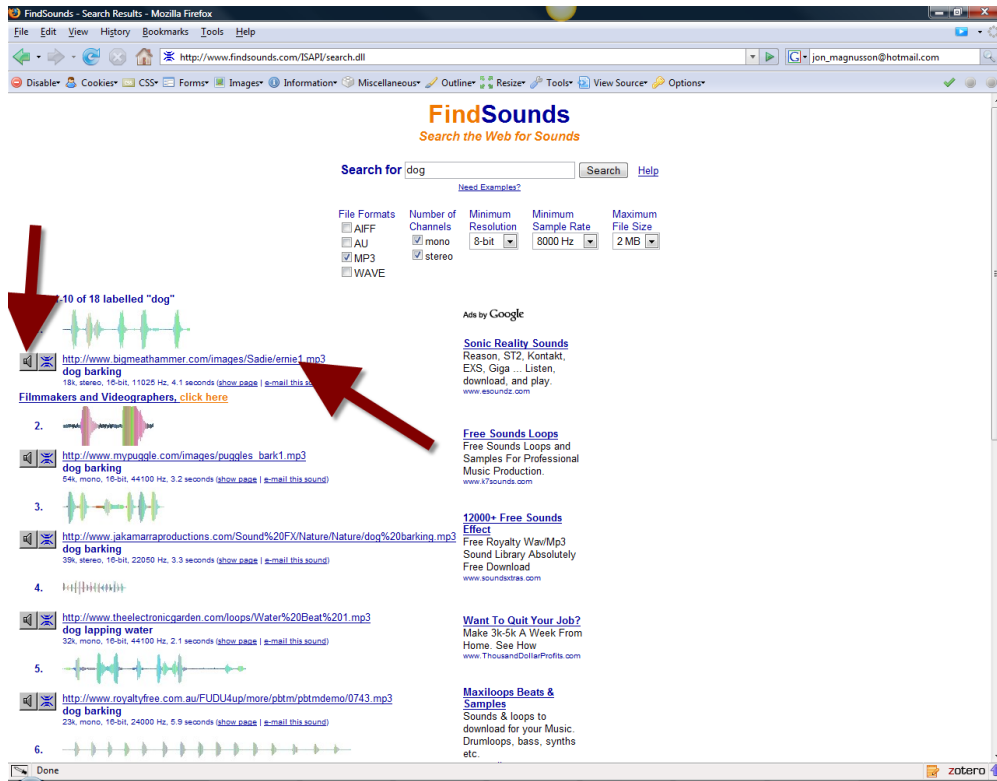 FindSounds - Search Results - Mozilla Firefox
File Edit View History Bookmarks Tools Help
http://www.findsounds.com/ISAPI/search.dll
G jon_magnusson@hotmail.com
Disable Cookies CSS Forms Images Information Miscellaneous Outline Resize Tools View Source Options
FindSounds
Search the Web for Sounds
Search for dog Search Help
Need Examples?
File Formats Number of Channels Minimum Resolution Minimum Sample Rate Maximum File Size
AIFF
AU
MP3
WAVE
mono
stereo
8-bit
8000 Hz
2 MB
-10 of 18 labelled "dog"
http://www.bigmeathammer.com/images/Sadie/ernie1.mp3
dog barking
18k, stereo, 16-bit, 11025 Hz, 4.1 seconds (show page | e-mail this sound)
Filmmakers and Videographers, click here
2.
http://www.mypuggle.com/images/puggles_bark1.mp3
dog barking
54k, mono, 16-bit, 44100 Hz, 3.2 seconds (show page | e-mail this sound)
3.
http://www.jakamarraproductions.com/Sound%20FX/Nature/Nature/dog%20barking.mp3
dog barking
39k, stereo, 16-bit, 22050 Hz, 3.3 seconds (show page | e-mail this sound)
4.
http://www.theelectronicgarden.com/loops/Water%20Beat%201.mp3
dog lapping water
32k, mono, 16-bit, 44100 Hz, 2.1 seconds (show page | e-mail this sound)
5.
http://www.royaltyfree.com.au/FUDU4up/more/pbtm/pbtmdemo/0743.mp3
dog barking
23k, mono, 16-bit, 24000 Hz, 5.9 seconds (show page | e-mail this sound)
6.
Ads by Google
Sonic Reality Sounds
Reason, ST2, Kontakt,
EXS, Giga ... Listen,
download, and play.
www.esoundz.com
Free Sounds Loops
Free Sounds Loops and
Samples For Professional
Music Production.
www.k7sounds.com
12000+ Free Sounds
Effect
Free Royalty Wav/Mp3
Sound Library Absolutely
Free Download
www.soundsxtras.com
Want To Quit Your Job?
Make 3k-5k A Week From
Home. See How
www.ThousandDollarProfits.com
Maxiloops Beats &
Samples
Sounds & loops to
download for your Music.
Drumloops, bass, synths
etc.
Done
zotero